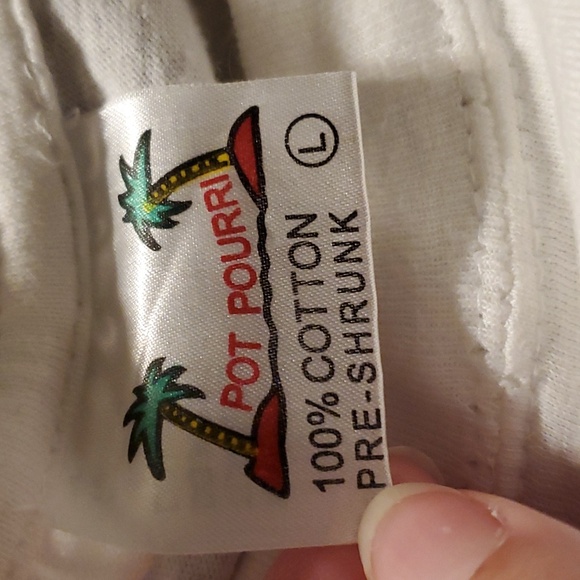 POT POURRI
100% COTTON
PRE-SHRUNK
L